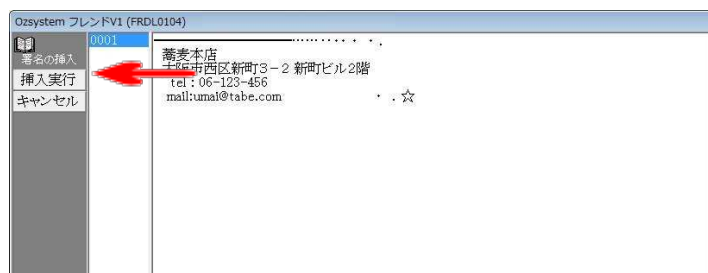 Ozsystem フレンドV1 (FRDL0104)
署名の挿入
挿入実行
キャンセル
0001
蕎麦本店
大阪市西区新町3-2 新町ビル2階
tel:06-123-456
mail:umai@tabe.com ・ . ☆